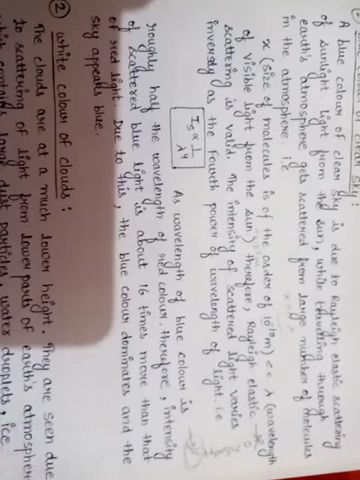 sky :
A blue colour of clear sky is due to Rayleigh elastic scattering
of sunlight. light from the sun, while travelling through
earth's atmosphere gets scattered from large number of molecules
in the atmosphere i.e
x (size of molecules is of the order of 10⁻¹⁰m) << λ (wavelength
of visible light from the sun) therefore, Rayleigh elastic
scattering is valid. The intensity of scattered light varies
inversly as the fourth power of wavelength of light. i.e
Is ∝ 1/λ⁴
As wavelength of blue colour is
roughly half the wavelength of red colour. therefore, intensity
of scattered blue light is about 16 times more than that
of red light. Due to this, the blue colour dominates and the
sky appears blue.
② white colour of clouds :
The clouds are at a much lower height. They are seen due
to scattering of light from lower parts of earth's atmospher
which contains large dust particles, water droplets, ice